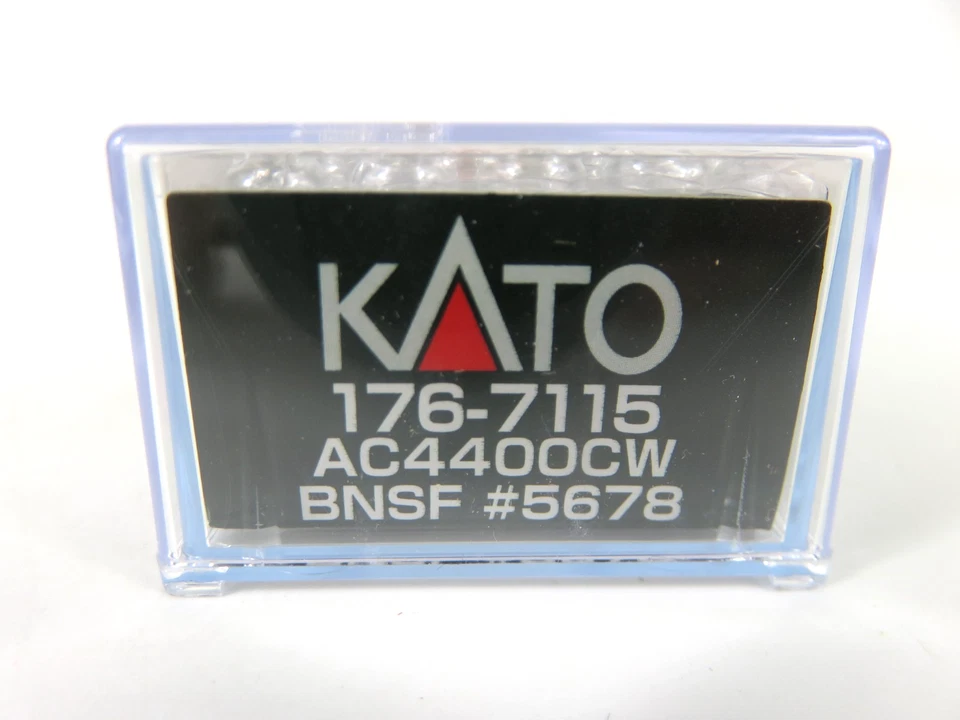 KATO
176-7115
AC4400CW
BNSF #5678